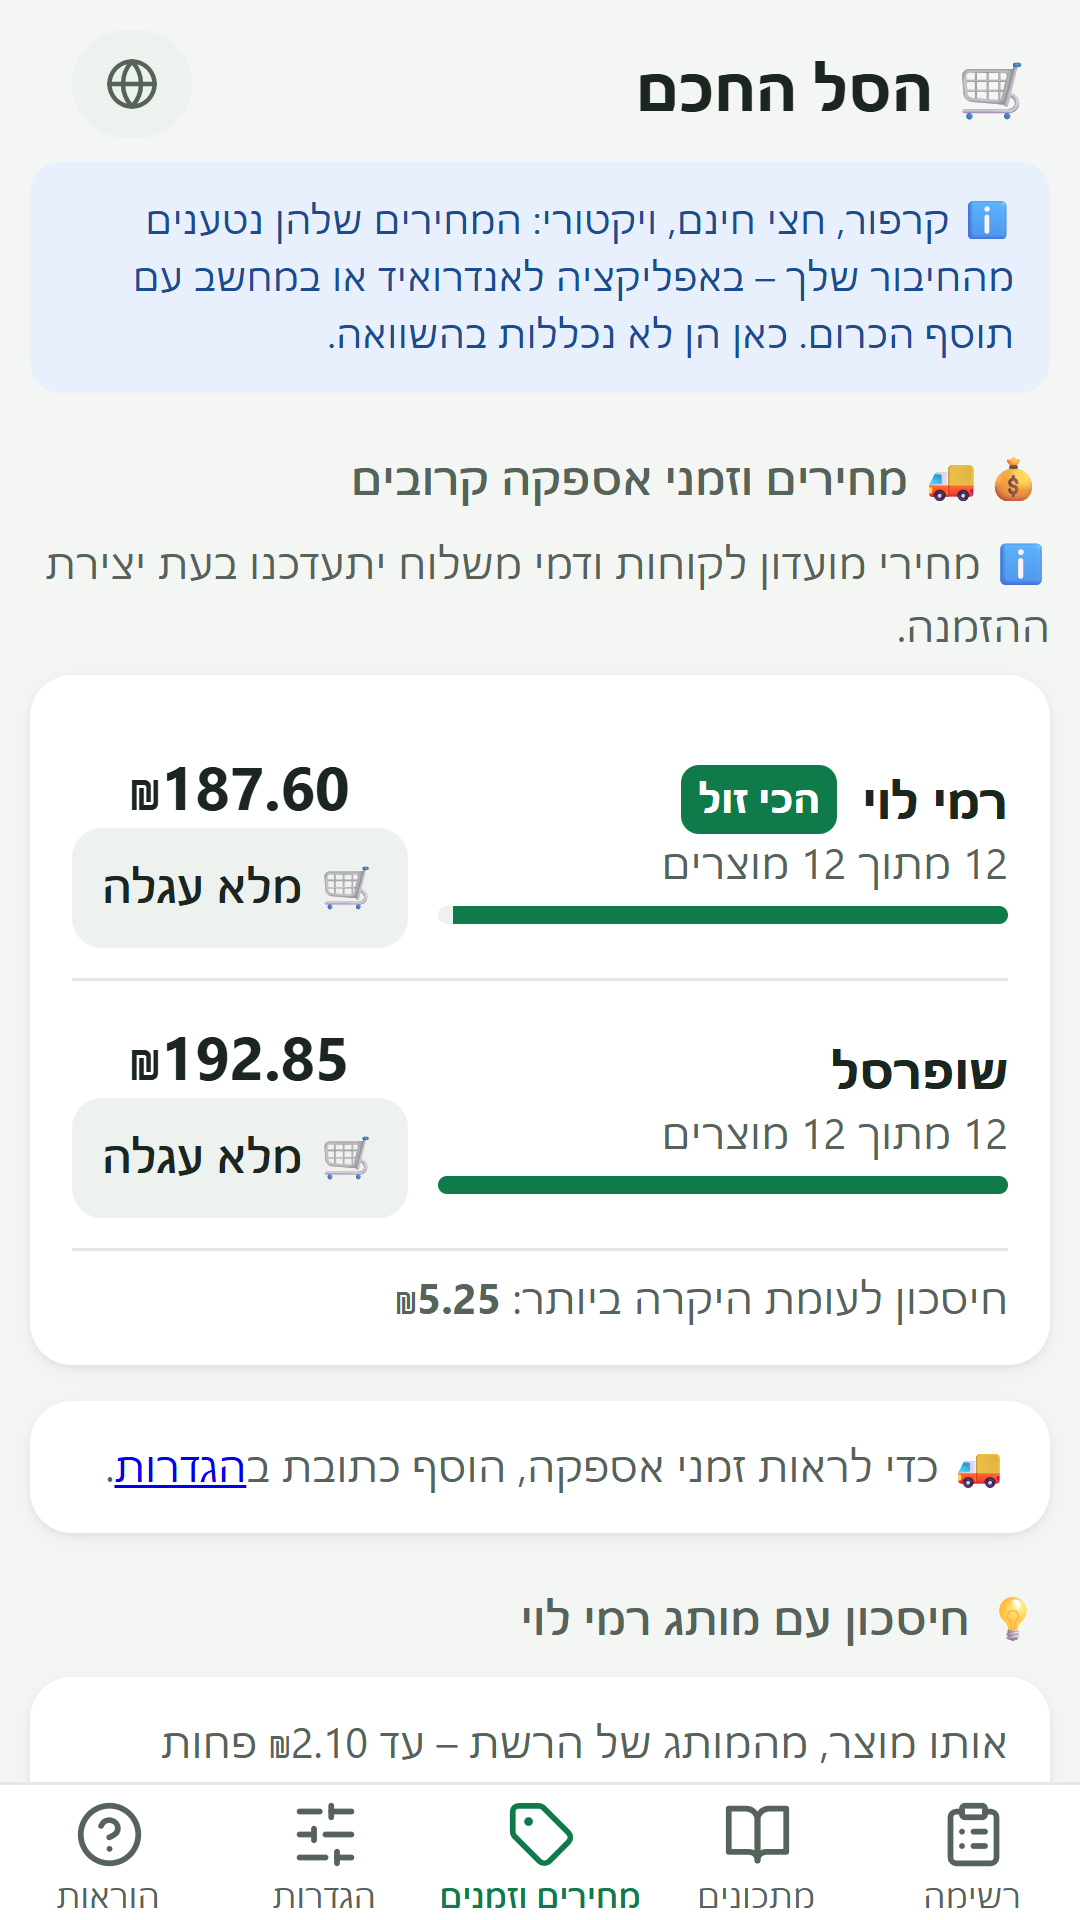 הסל החכם
קרפור, חצי חינם, ויקטורי: המחירים שלהן נטענים
מהחיבור שלך – באפליקציה לאנדרואיד או במחשב עם
תוסף הכרום. כאן הן לא נכללות בהשוואה.
מחירים וזמני אספקה קרובים
מחירי מועדון לקוחות ודמי משלוח יתעדכנו בעת יצירת
ההזמנה.
רמי לוי
הכי זול
₪187.60
12 מתוך 12 מוצרים
מלא עגלה
שופרסל
₪192.85
12 מתוך 12 מוצרים
מלא עגלה
חיסכון לעומת היקרה ביותר: ₪5.25
כדי לראות זמני אספקה, הוסף כתובת בהגדרות.
חיסכון עם מותג רמי לוי
אותו מוצר, מהמותג של הרשת – עד ₪2.10 פחות
רשימה
מתכונים
מחירים וזמנים
הגדרות
הוראות